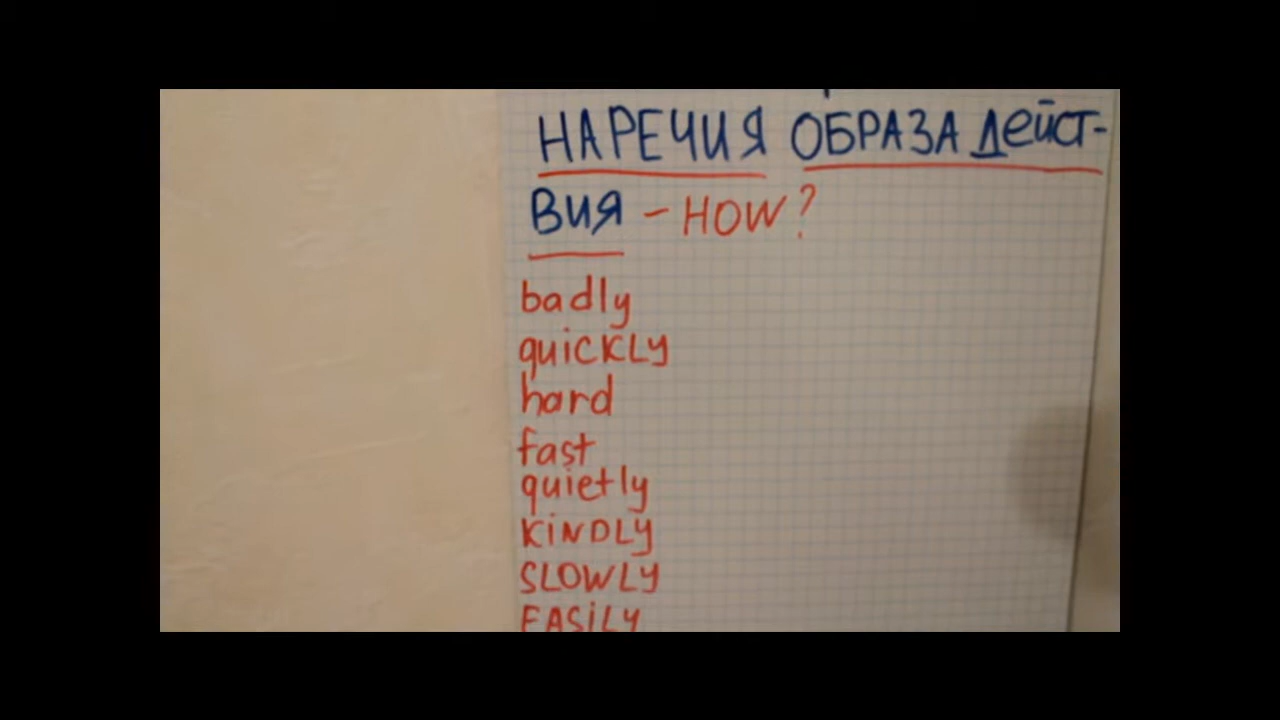 НАРЕЧИЯ ОБРАЗА ДЕЙСТ-
ВИЯ - HOW?
badly
quickLy
hard
fast
quietly
KiNDLY
SLOWLY
EASiLY